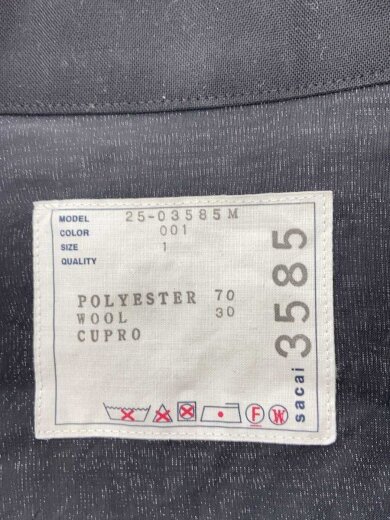 MODEL 25-03585M
COLOR 001
SIZE 1
QUALITY
POLYESTER 70
WOOL 30
CUPRO
F W
sacai 3585